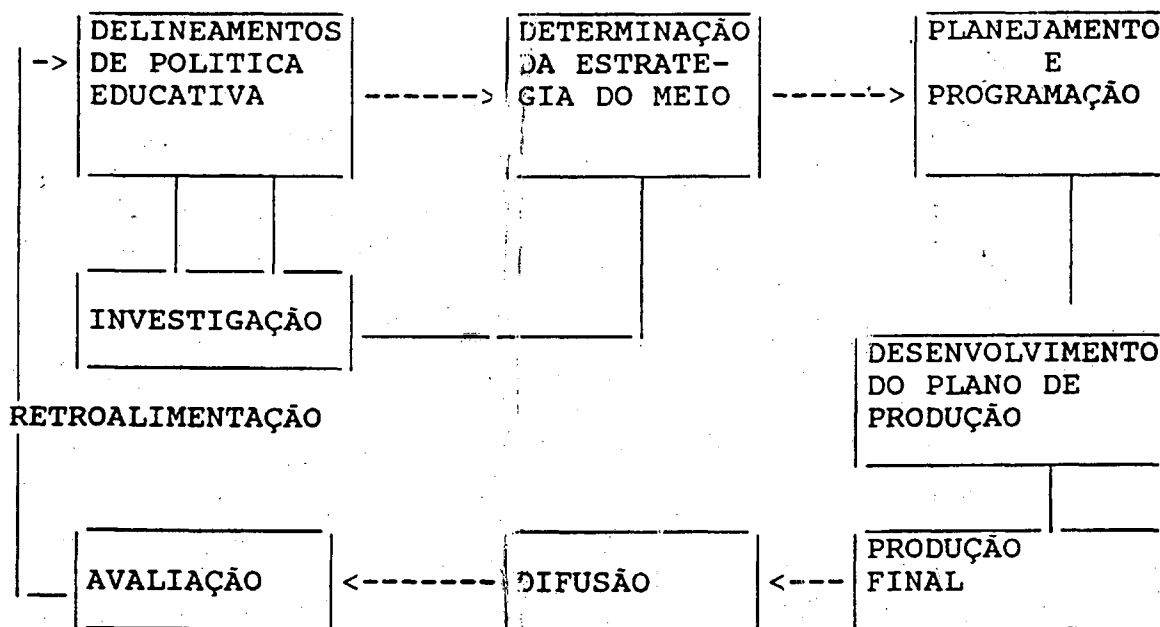 DELINEAMENTOS
DE POLITICA
EDUCATIVA
DETERMINAÇÃO
DA ESTRATE-
GIA DO MEIO
PLANEJAMENTO
E
PROGRAMAÇÃO
INVESTIGAÇÃO
DESENVOLVIMENTO
DO PLANO DE
PRODUÇÃO
RETROALIMENTAÇÃO
AVALIAÇÃO
DIFUSÃO
PRODUÇÃO
FINAL